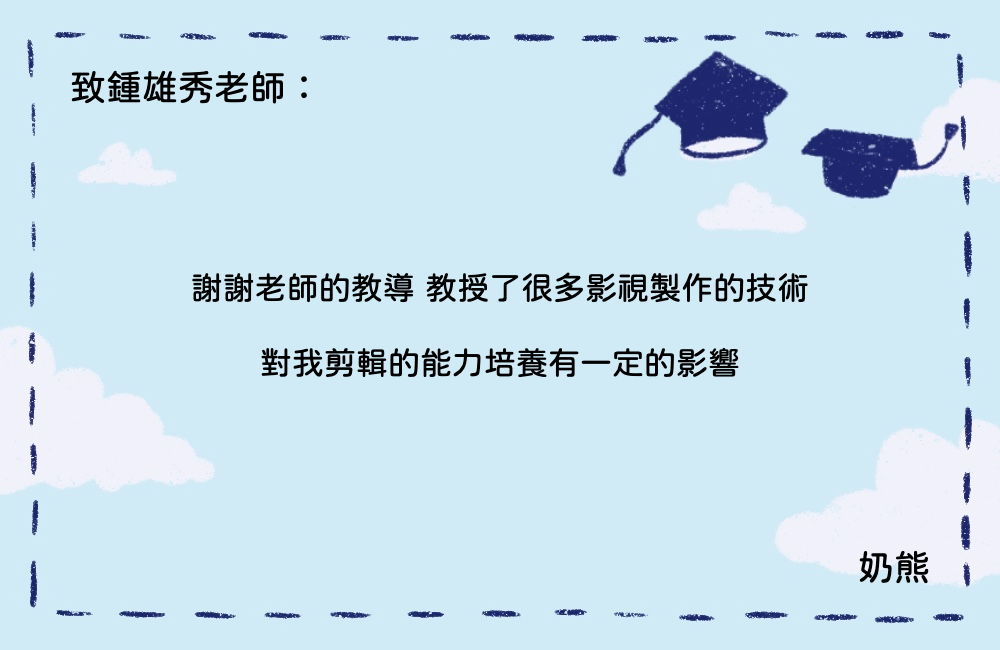 致鍾雄秀老師：
謝謝老師的教導 教授了很多影視製作的技術
對我剪輯的能力培養有一定的影響
奶熊